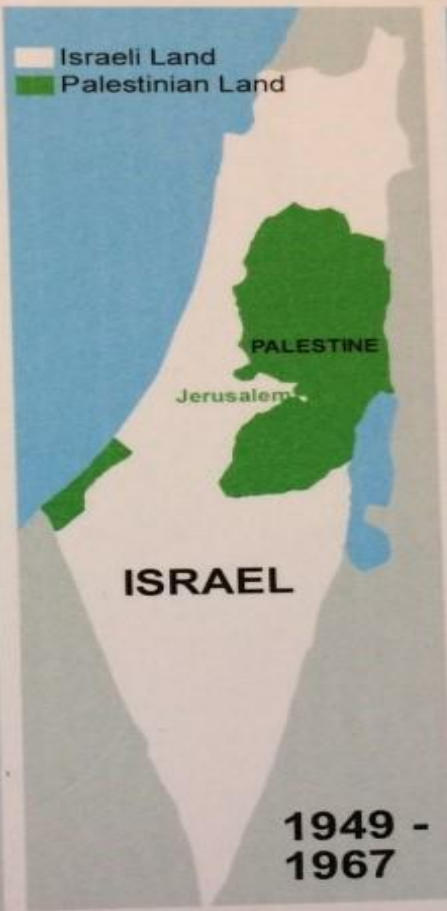 Israeli Land
Palestinian Land
PALESTINE
Jerusalem
ISRAEL
1949 -
1967